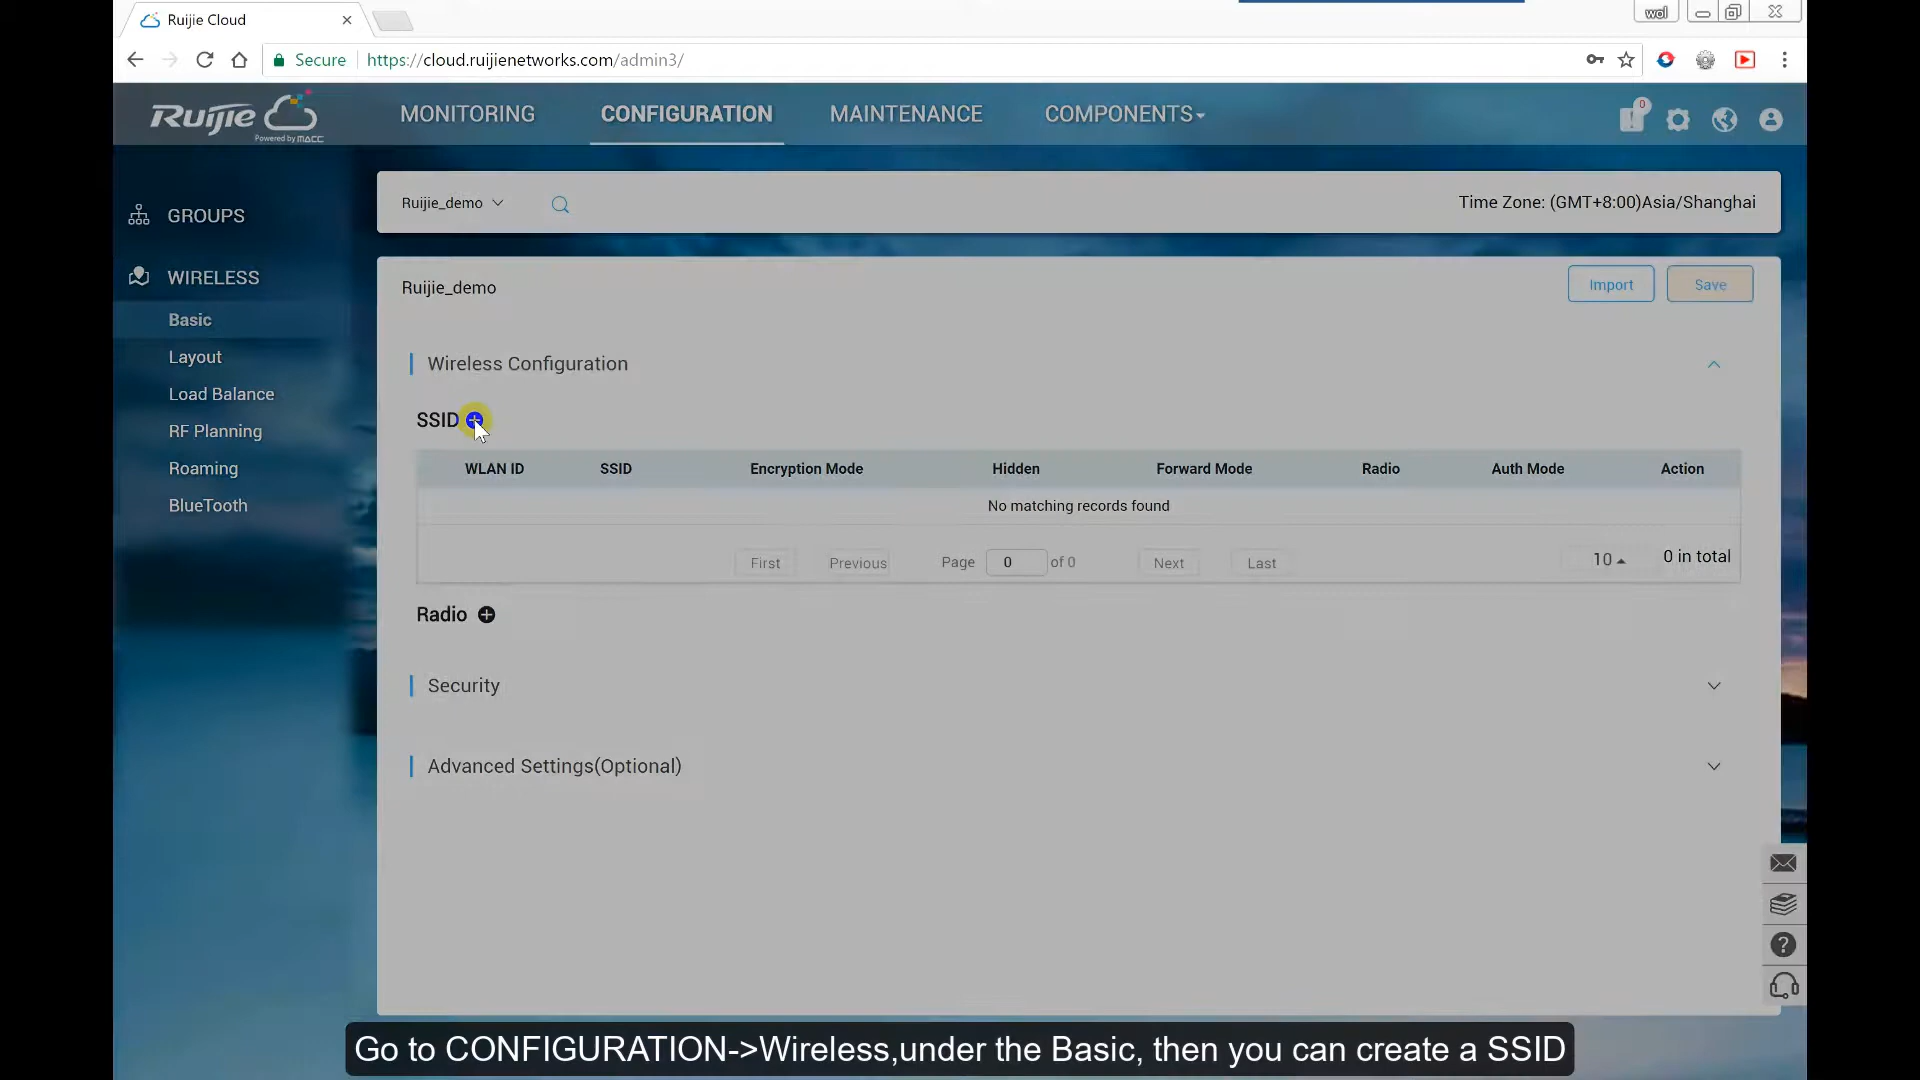 Ruijie Cloud
wol
Secure https://cloud.ruijienetworks.com/admin3/
Ruijie
Powered by MACC
MONITORING CONFIGURATION MAINTENANCE COMPONENTS
0
GROUPS
WIRELESS
Basic
Layout
Load Balance
RF Planning
Roaming
BlueTooth
Ruijie_demo
Time Zone: (GMT+8:00)Asia/Shanghai
Ruijie_demo
Import Save
Wireless Configuration
SSID
WLAN ID SSID Encryption Mode Hidden Forward Mode Radio Auth Mode Action
No matching records found
First Previous Page 0 of 0 Next Last 10 0 in total
Radio
Security
Advanced Settings(Optional)
Go to CONFIGURATION->Wireless,under the Basic, then you can create a SSID